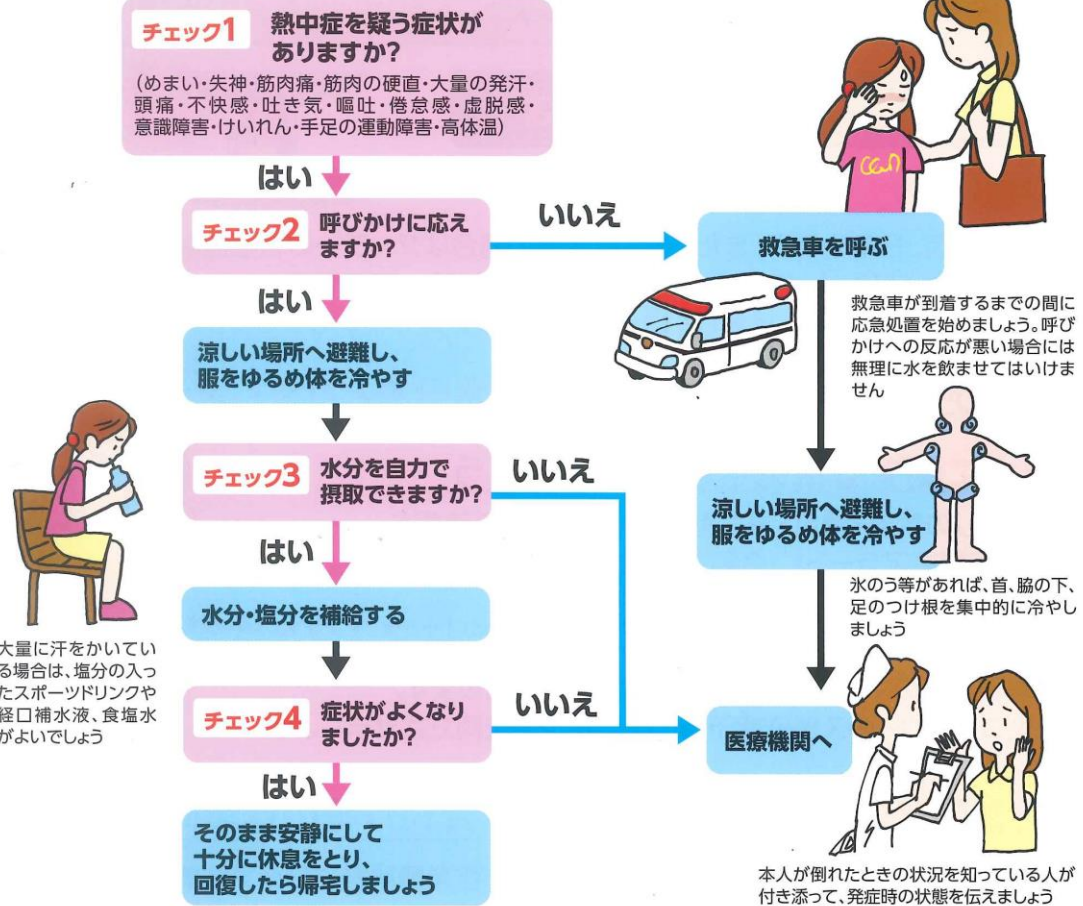 チェック1 熱中症を疑う症状が
ありますか?
(めまい・失神・筋肉痛・筋肉の硬直・大量の発汗・
頭痛・不快感・吐き気・嘔吐・倦怠感・虚脱感・
意識障害・けいれん・手足の運動障害・高体温)
はい
チェック2 呼びかけに応え
ますか?
いいえ
救急車を呼ぶ
救急車が到着するまでの間に
応急処置を始めましょう。呼び
かけへの反応が悪い場合には
無理に水を飲ませてはいけま
せん
はい
涼しい場所へ避難し、
服をゆるめ体を冷やす
チェック3 水分を自力で
摂取できますか?
いいえ
涼しい場所へ避難し、
服をゆるめ体を冷やす
氷のう等があれば、首、脇の下、
足のつけ根を集中的に冷やし
ましょう
はい
水分・塩分を補給する
大量に汗をかいてい
る場合は、塩分の入っ
たスポーツドリンクや
経口補水液、食塩水
がよいでしょう
チェック4 症状がよくなり
ましたか?
いいえ
医療機関へ
はい
そのまま安静にして
十分に休息をとり、
回復したら帰宅しましょう
本人が倒れたときの状況を知っている人が
付き添って、発症時の状態を伝えましょう